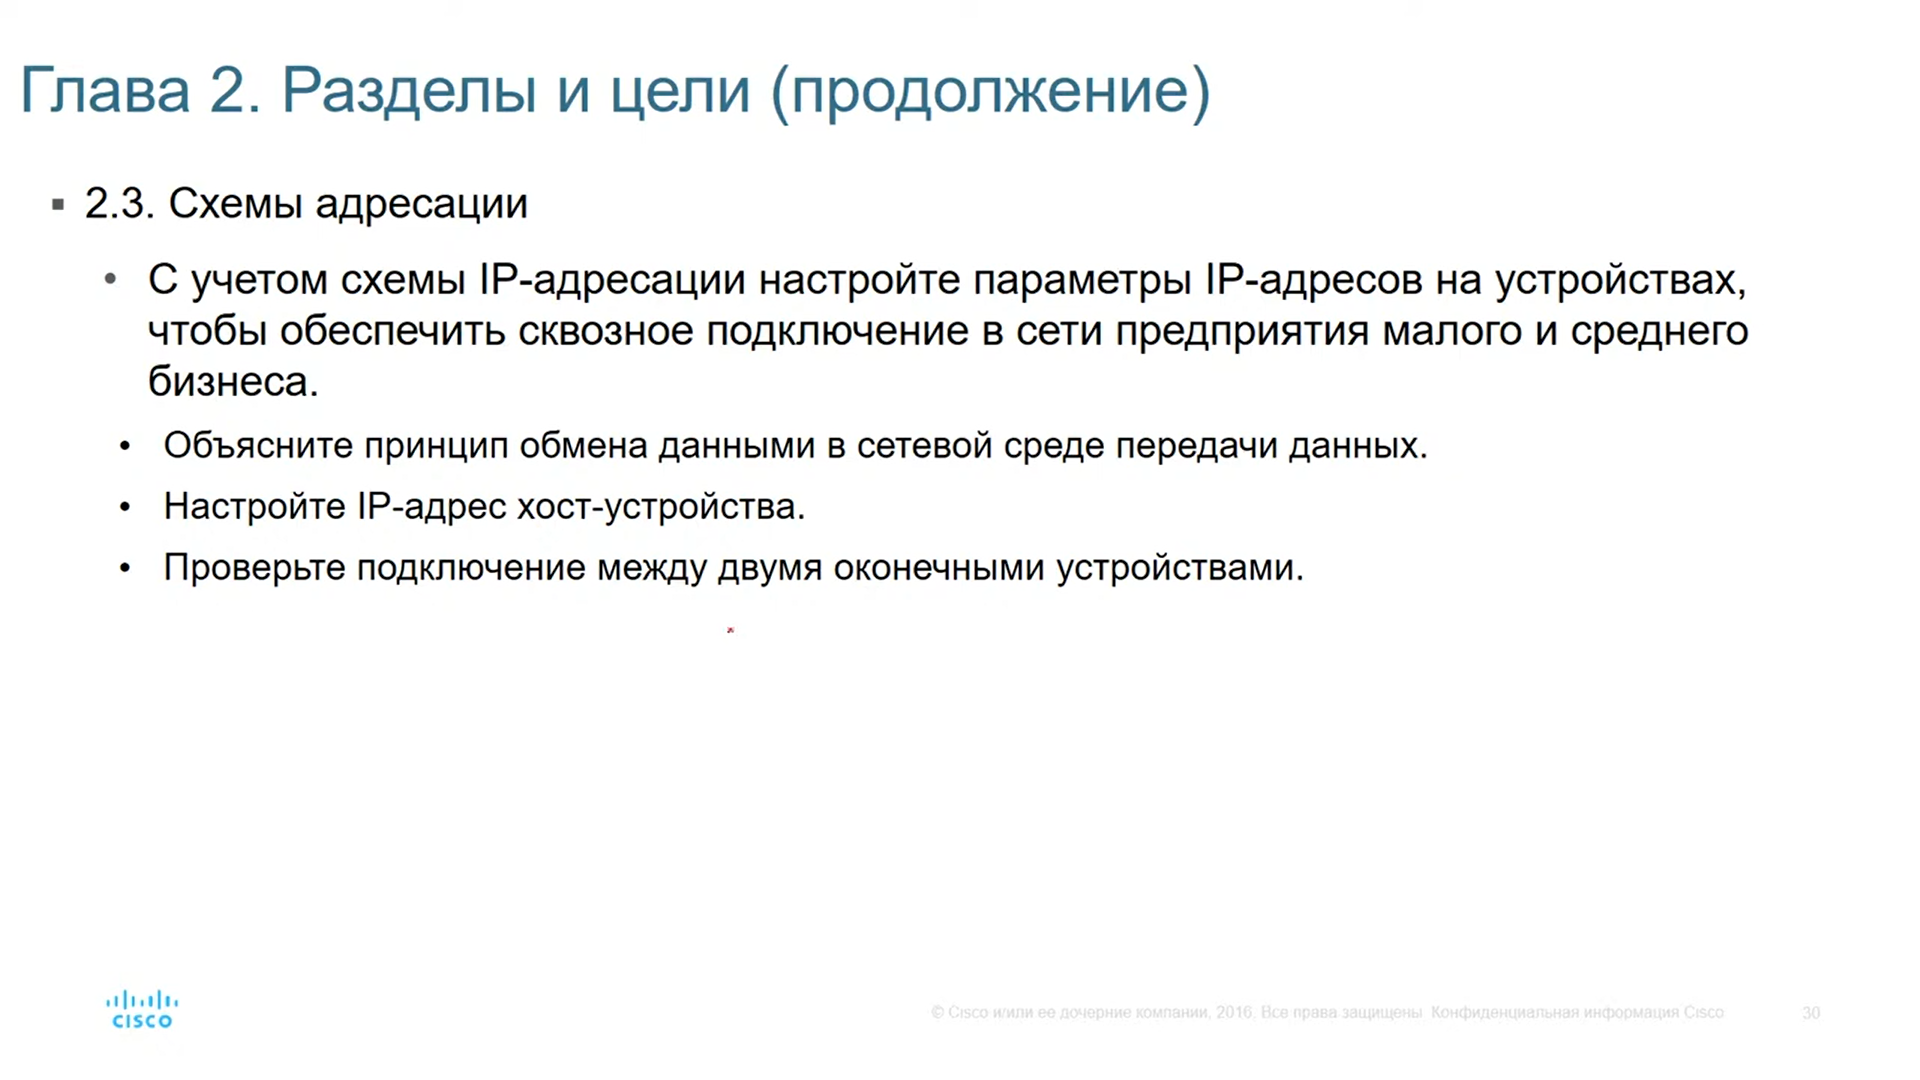 Глава 2. Разделы и цели (продолжение)
▪ 2.3. Схемы адресации
• С учетом схемы IP-адресации настройте параметры IP-адресов на устройствах,
чтобы обеспечить сквозное подключение в сети предприятия малого и среднего
бизнеса.
• Объясните принцип обмена данными в сетевой среде передачи данных.
• Настройте IP-адрес хост-устройства.
• Проверьте подключение между двумя оконечными устройствами.
CISCO
© Cisco и/или ее дочерние компании, 2016. Все права защищены. Конфиденциальная информация Cisco
30